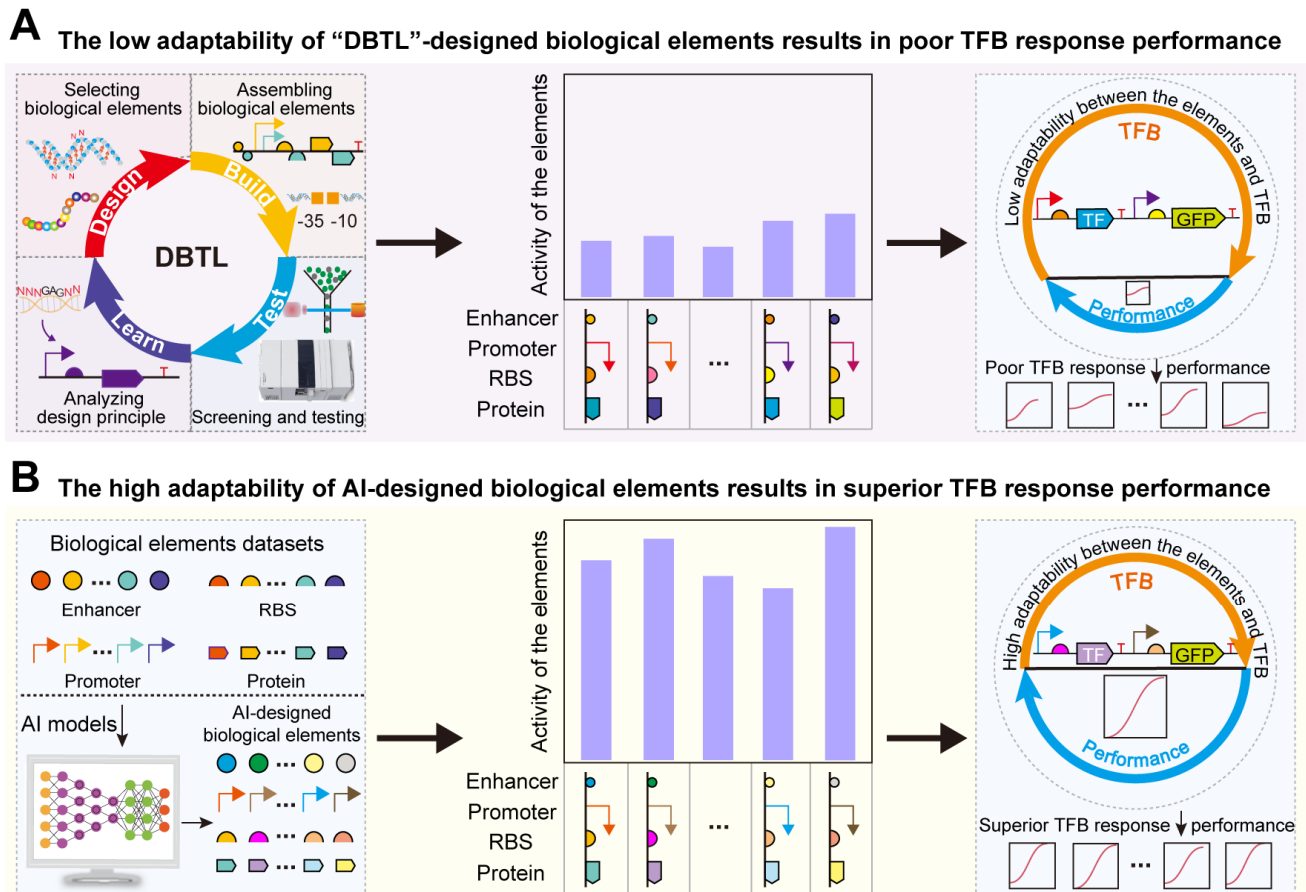 A
The low adaptability of “DBTL”-designed biological elements results in poor TFB response performance
Selecting
biological elements
Assembling
biological elements
N
N
N
N
Design
Build
-35 -10
DBTL
NNNGAGNN
Learn
Test
Analyzing
design principle
Screening and testing
Activity of the elements
Enhancer
Promoter
RBS
Protein
...
Low adaptability between the elements and TFB
TFB
TF
T
GFP
T
Performance
Poor TFB response performance
...
B
The high adaptability of AI-designed biological elements results in superior TFB response performance
Biological elements datasets
...
...
Enhancer
RBS
...
...
Promoter
Protein
AI models
AI-designed
biological elements
...
...
...
...
Activity of the elements
Enhancer
Promoter
RBS
Protein
...
High adaptability between the elements and TFB
TFB
TF
T
GFP
T
Performance
Superior TFB response performance
...